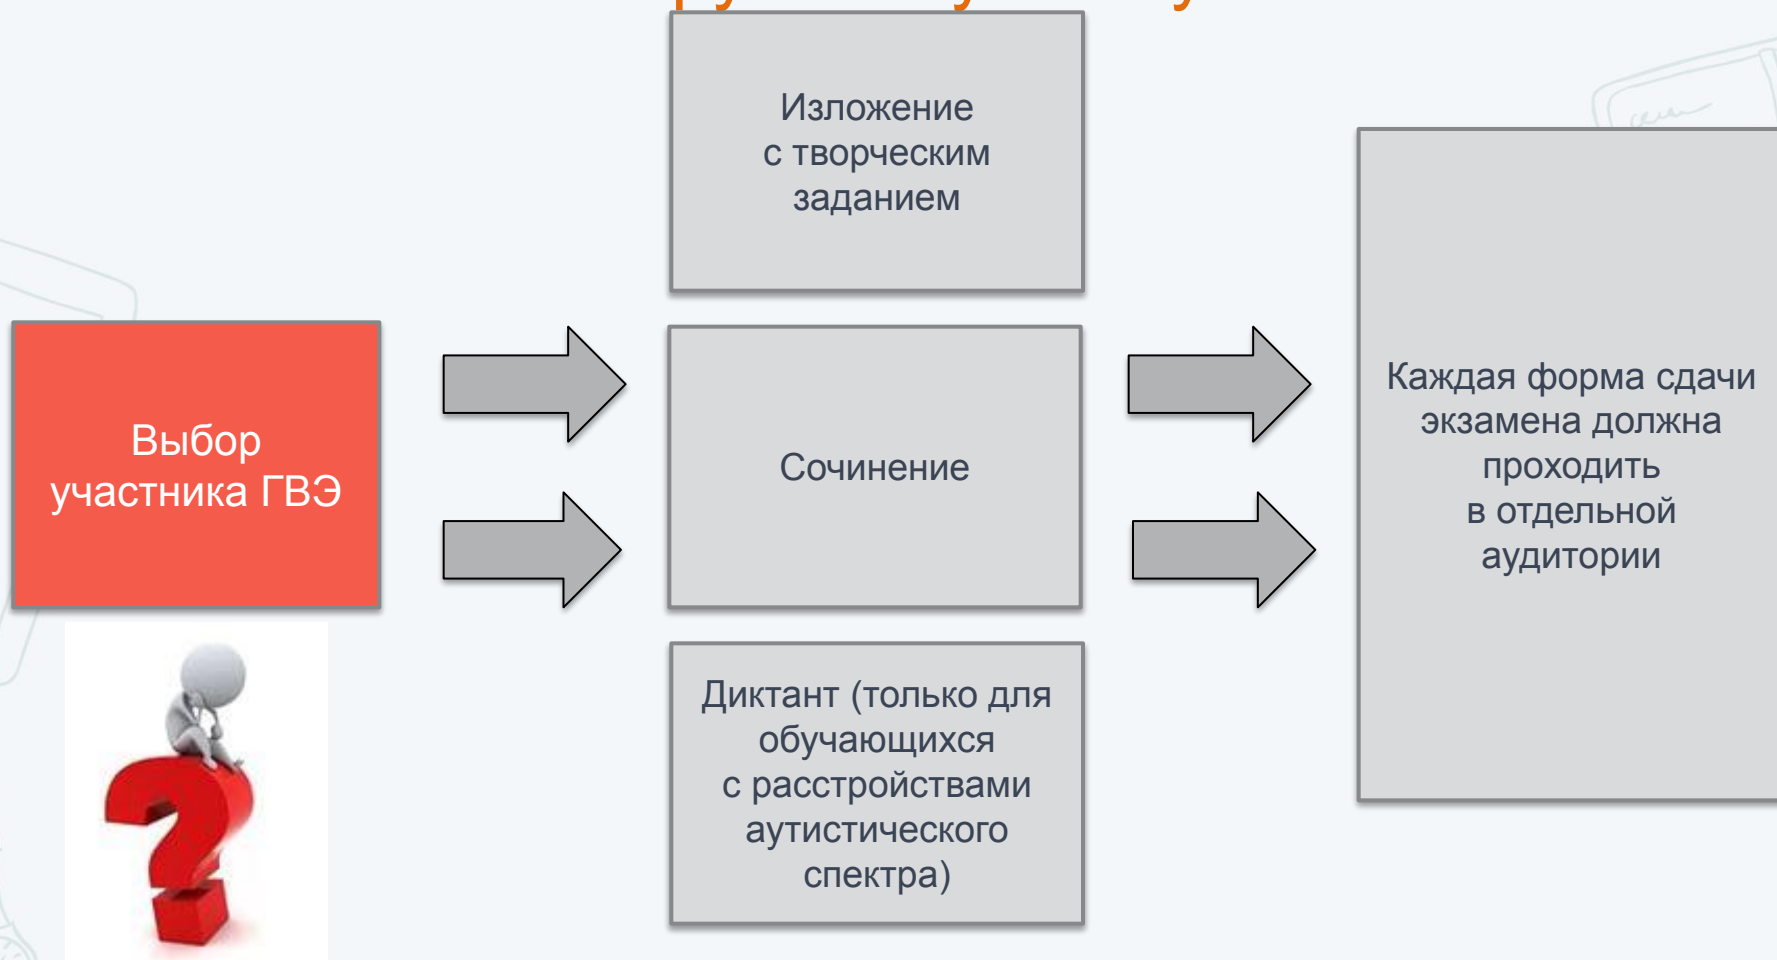 Изложение
с творческим
заданием
Выбор
участника ГВЭ
Сочинение
Каждая форма сдачи
экзамена должна
проходить
в отдельной
аудитории
Диктант (только для
обучающихся
с расстройствами
аутистического
спектра)